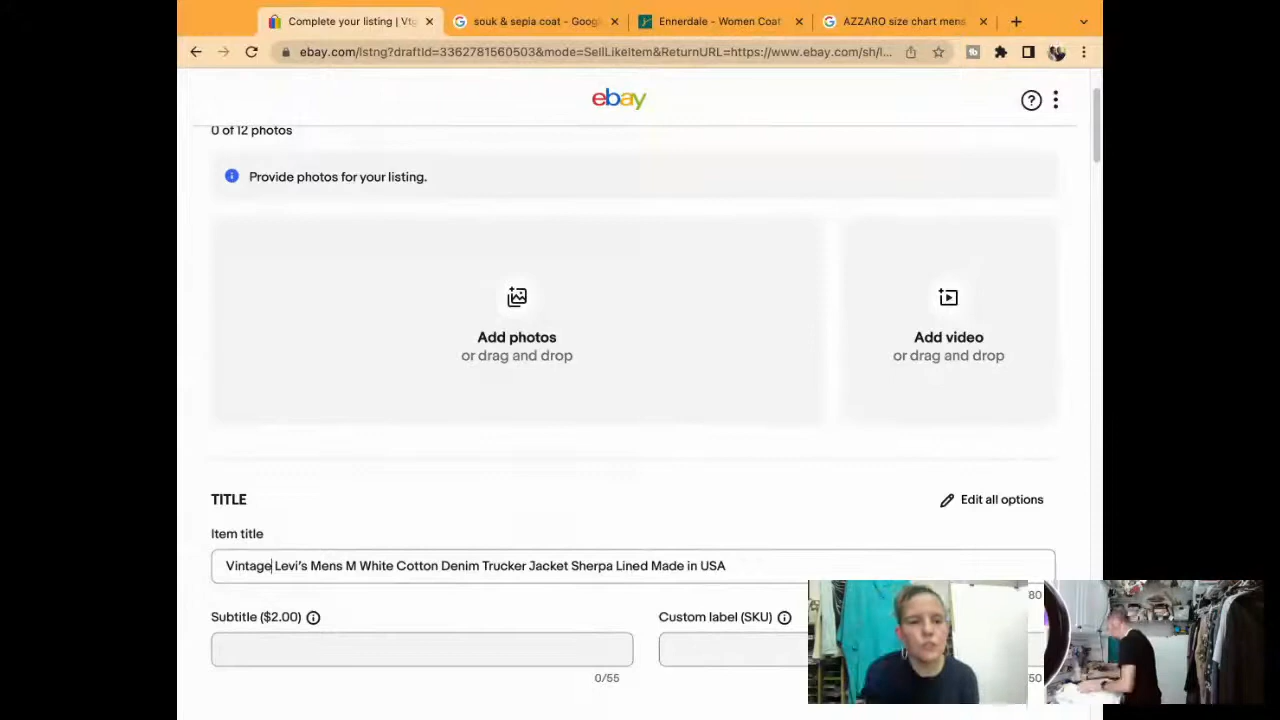 Complete your listing | Vtg
souk & sepia coat - Google
Ennerdale - Women Coat
AZZARO size chart mens
ebay.com/lstng?draftId=3362781560503&mode=SellLikeItem&ReturnURL=https://www.ebay.com/sh/l...
ebay
0 of 12 photos
Provide photos for your listing.
Add photos
or drag and drop
Add video
or drag and drop
TITLE
Edit all options
Item title
Vintage Levi's Mens M White Cotton Denim Trucker Jacket Sherpa Lined Made in USA
80
Subtitle ($2.00)
Custom label (SKU)
0/55
50